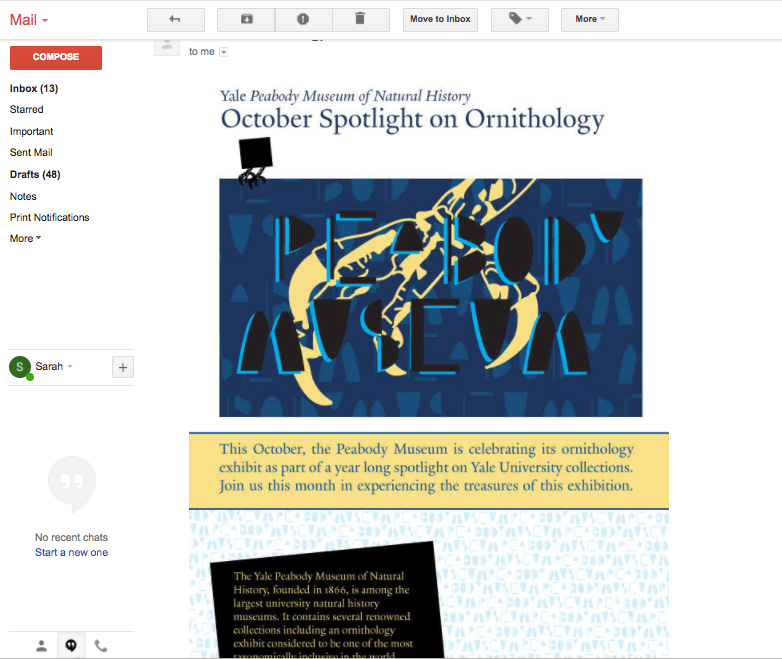 Mail
Move to Inbox
More
COMPOSE
to me
Inbox (13)
Starred
Important
Sent Mail
Drafts (48)
Notes
Print Notifications
More
S
Sarah
+
No recent chats
Start a new one
Yale Peabody Museum of Natural History
October Spotlight on Ornithology
PEABODY
MUSEUM
This October, the Peabody Museum is celebrating its ornithology
exhibit as part of a year long spotlight on Yale University collections.
Join us this month in experiencing the treasures of this exhibition.
The Yale Peabody Museum of Natural
History, founded in 1866, is among the
largest university natural history
museums. It contains several renowned
collections including an ornithology
exhibit considered to be one of the most
taxonomically inclusive in the world